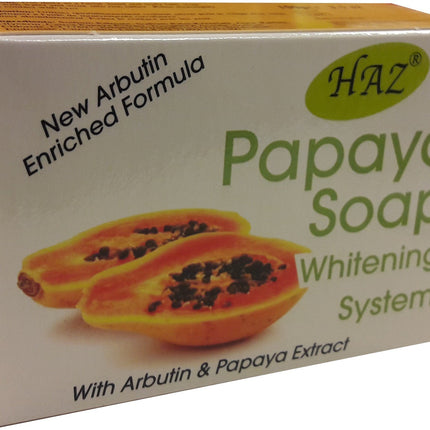 New Arbutin
Enriched Formula
HAZ®
Papaya
Soap
Whitening
System
With Arbutin & Papaya Extract